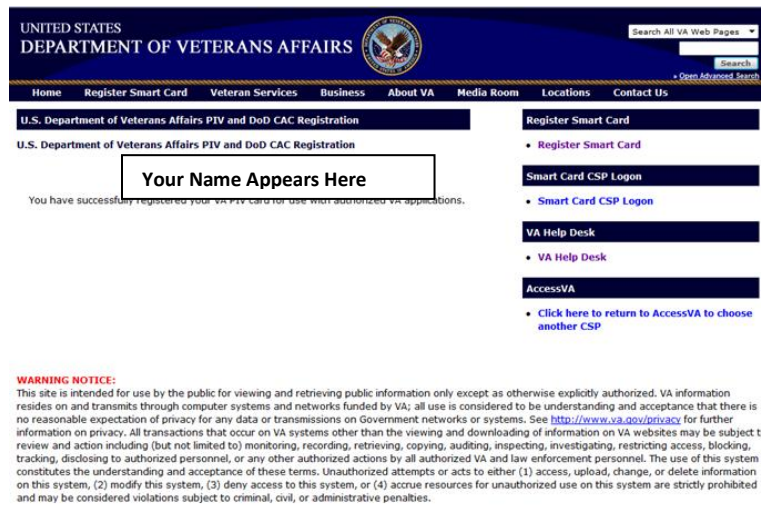 UNITED STATES
DEPARTMENT OF VETERANS AFFAIRS
Search All VA Web Pages
Search
Open Advanced Search
Home Register Smart Card Veteran Services Business About VA Media Room Locations Contact Us
U.S. Department of Veterans Affairs PIV and DoD CAC Registration
U.S. Department of Veterans Affairs PIV and DoD CAC Registration
Your Name Appears Here
You have successfully registered your VA PIV card for use with authorized VA applications.
Register Smart Card
• Register Smart Card
Smart Card CSP Logon
• Smart Card CSP Logon
VA Help Desk
• VA Help Desk
AccessVA
• Click here to return to AccessVA to choose
another CSP
WARNING NOTICE:
This site is intended for use by the public for viewing and retrieving public information only except as otherwise explicitly authorized. VA information
resides on and transmits through computer systems and networks funded by VA; all use is considered to be understanding and acceptance that there is
no reasonable expectation of privacy for any data or transmissions on Government networks or systems. See http://www.va.gov/privacy for further
information on privacy. All transactions that occur on VA systems other than the viewing and downloading of information on VA websites may be subject t
review and action including (but not limited to) monitoring, recording, retrieving, copying, auditing, inspecting, investigating, restricting access, blocking,
tracking, disclosing to authorized personnel, or any other authorized actions by all authorized VA and law enforcement personnel. The use of this system
constitutes the understanding and acceptance of these terms. Unauthorized attempts or acts to either (1) access, upload, change, or delete information
on this system, (2) modify this system, (3) deny access to this system, or (4) accrue resources for unauthorized use on this system are strictly prohibited
and may be considered violations subject to criminal, civil, or administrative penalties.